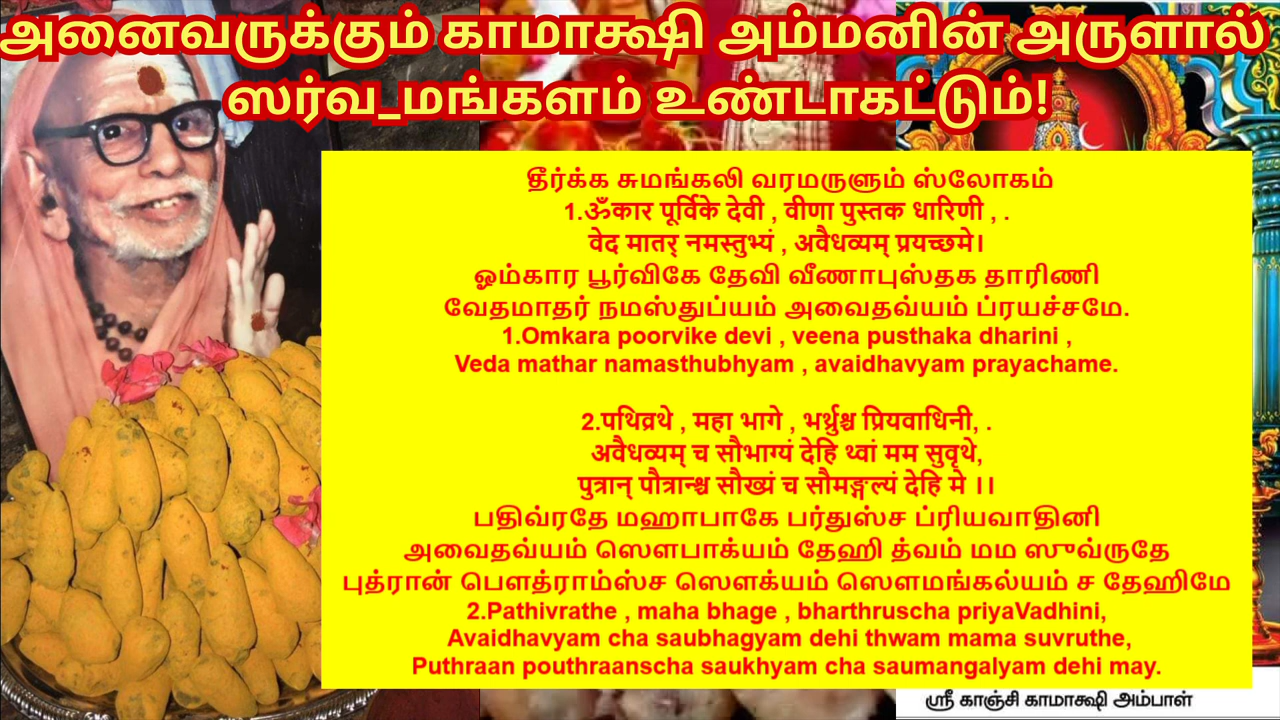 அனைவருக்கும் காமாக்ஷி அம்மனின் அருளால்
ஸர்வ_மங்களம் உண்டாகட்டும்!
தீர்க்க சுமங்கலி வரமருளும் ஸ்லோகம்
1.ॐकार पूर्विके देवी , वीणा पुस्तक धारिणी , .
वेद मातर् नमस्तुभ्यं , अवैधव्यम् प्रयच्छमे।
ஓம்கார பூர்விகே தேவி வீணாபுஸ்தக தாரிணி
வேதமாதர் நமஸ்துப்யம் அவைதவ்யம் ப்ரயச்சமே.
1.Omkara poorvike devi , veena pusthaka dharini ,
Veda mathar namasthubhyam , avaidhavyam prayachame.
2.पथिव्रथे , महा भागे , भर्थ्रुश्च प्रियवाधिनी, .
अवैधव्यम् च सौभाग्यं देहि थ्वां मम सुवृथे,
पुत्रान् पौत्रान्श्च सौख्यं च सौमङ्गल्यं देहि मे ।।
பதிவ்ரதே மஹாபாகே பர்துஸ்ச ப்ரியவாதினி
அவைதவ்யம் ஸௌபாக்யம் தேஹி த்வம் மம ஸுவ்ருதே
புத்ரான் பௌத்ராம்ஸ்ச ஸௌக்யம் ஸௌமங்கல்யம் ச தேஹிமே
2.Pathivrathe , maha bhage , bharthruscha priyaVadhini,
Avaidhavyam cha saubhagyam dehi thwam mama suvruthe,
Puthraan pouthraanscha saukhyam cha saumangalyam dehi may.
ஸ்ரீ காஞ்சி காமாக்ஷி அம்பாள்